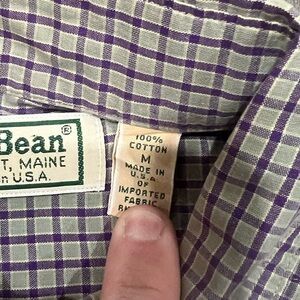 Bean®
T, MAINE
n U.S.A.
100%
COTTON
M
MADE IN
U.S.A.
OF
IMPORTED
FABRIC